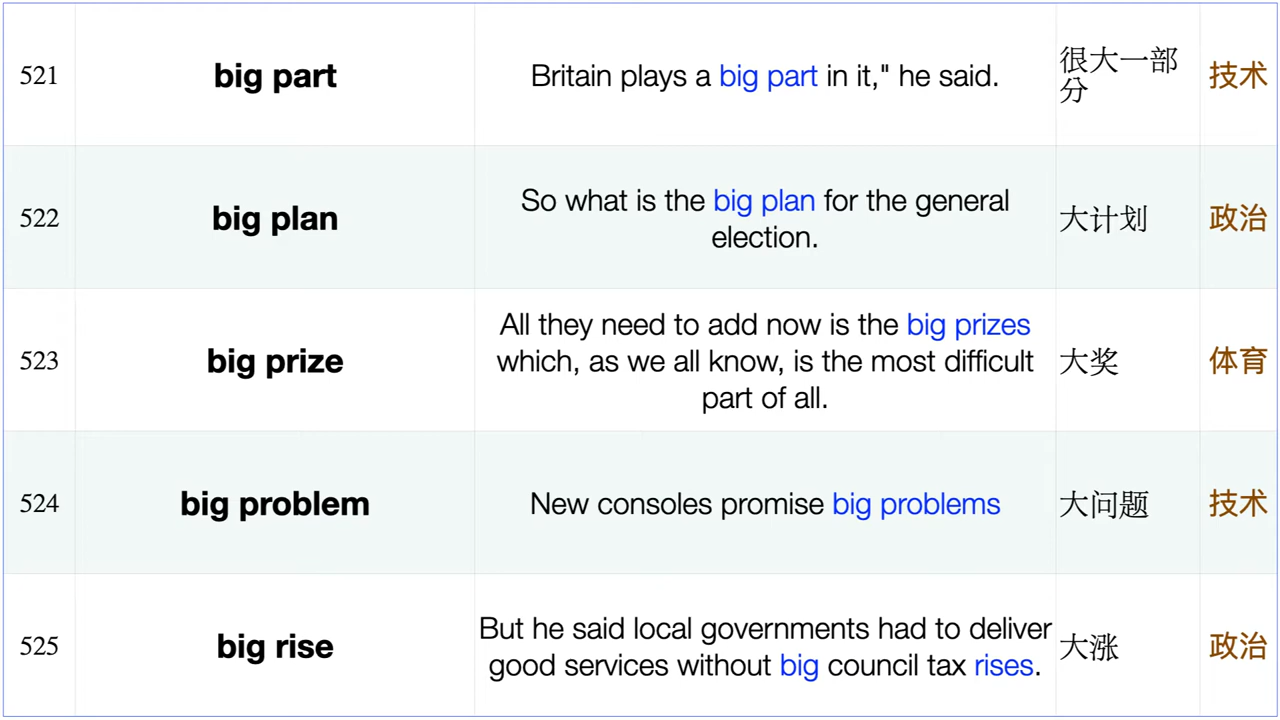 521
big part
Britain plays a big part in it," he said.
很大一部
分
技术
522
big plan
So what is the big plan for the general
election.
大计划
政治
523
big prize
All they need to add now is the big prizes
which, as we all know, is the most difficult
part of all.
大奖
体育
524
big problem
New consoles promise big problems
大问题
技术
525
big rise
But he said local governments had to deliver
good services without big council tax rises.
大涨
政治